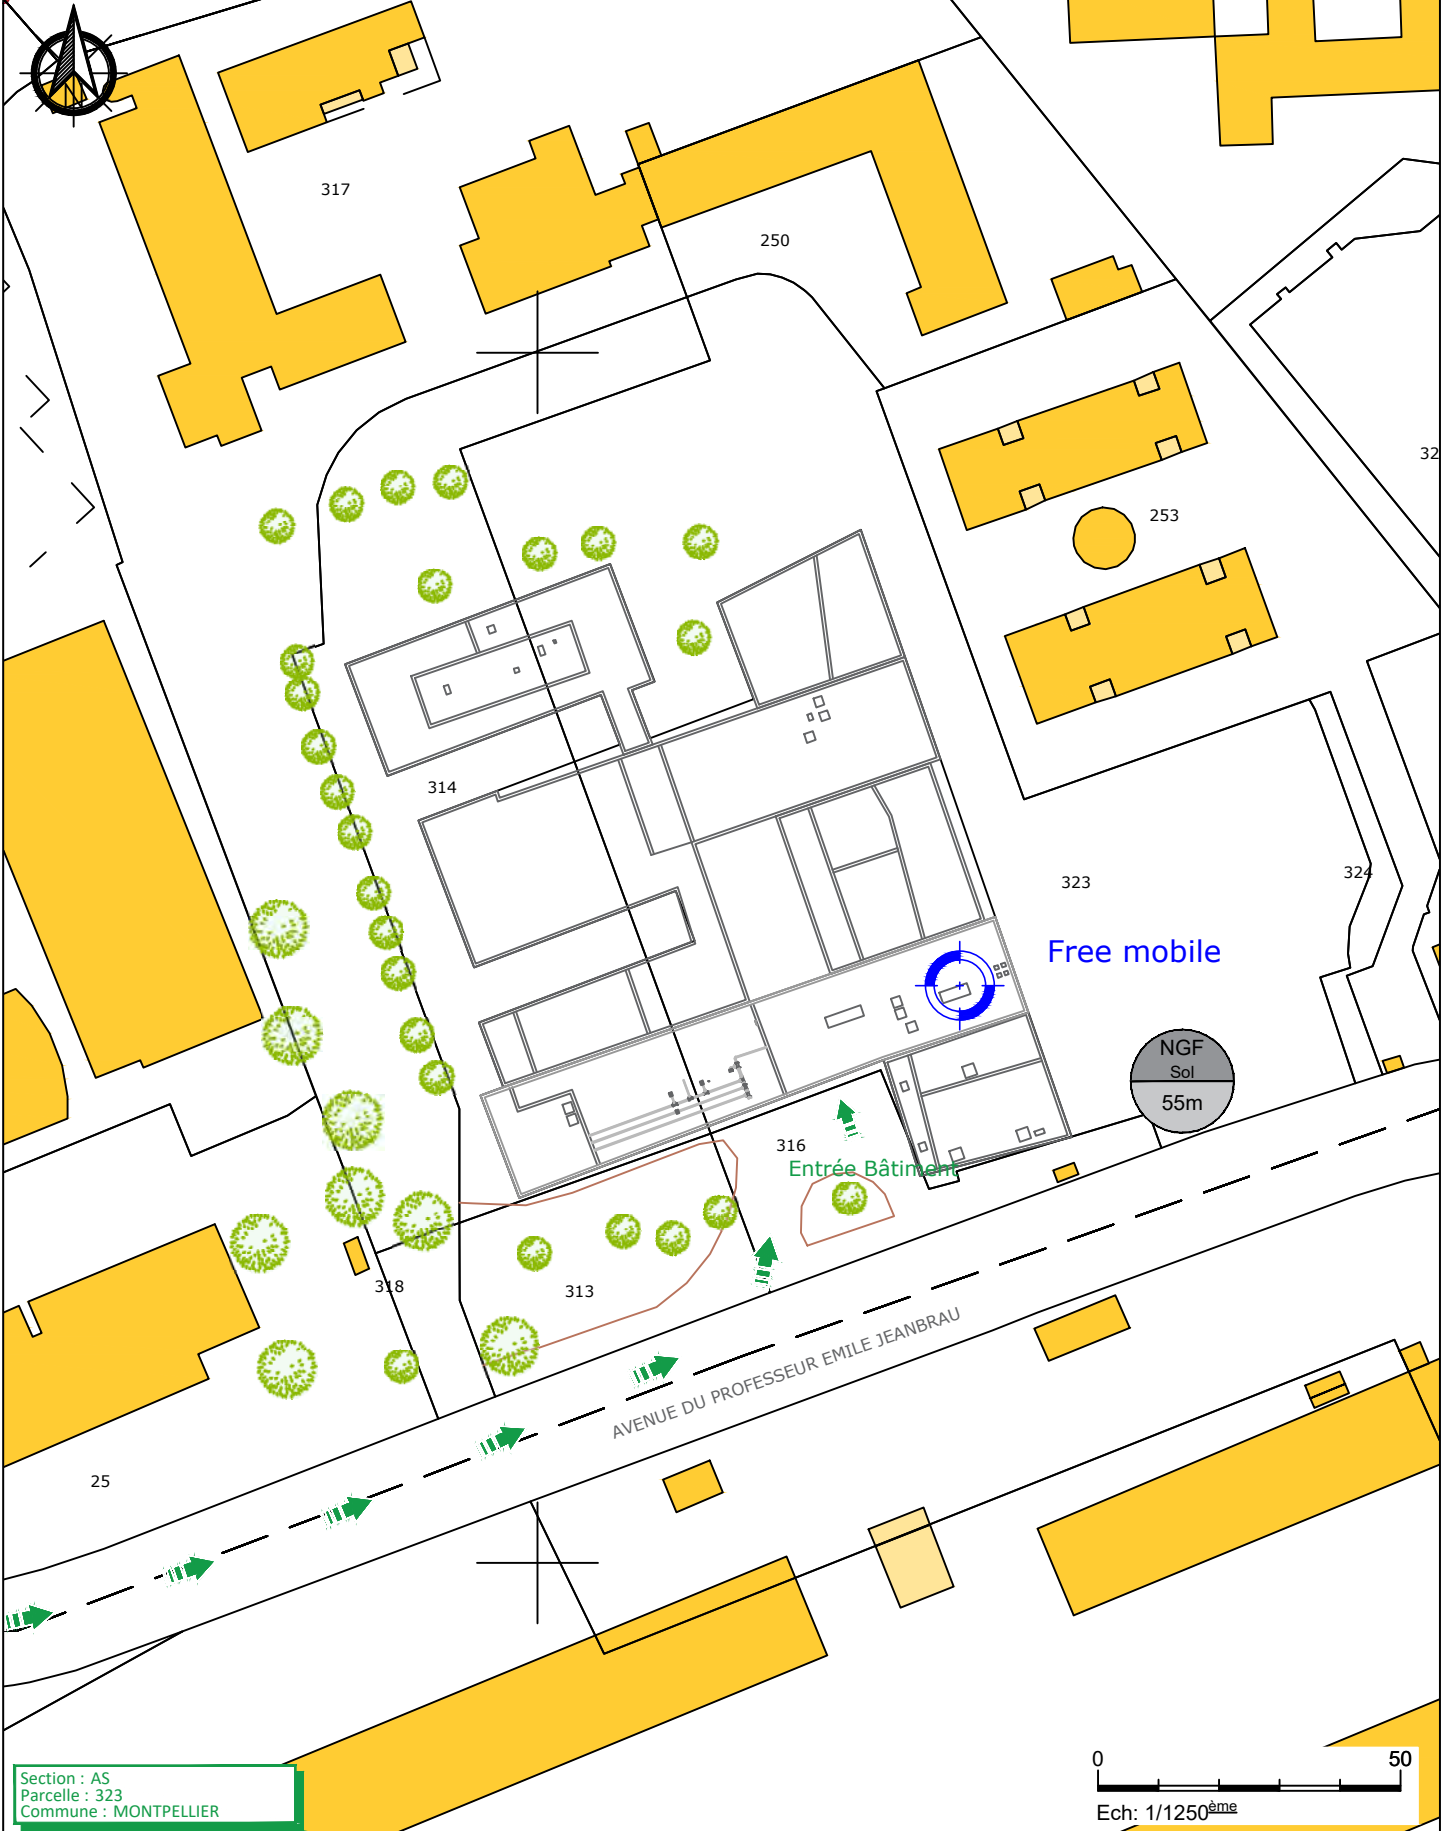 317
250
32
253
314
323
324
Free mobile
NGF
Sol
55m
316
Entrée Bâtiment
318
313
AVENUE DU PROFESSEUR EMILE JEANBRAU
25
Section : AS
Parcelle : 323
Commune : MONTPELLIER
0 50
Ech: 1/1250ème